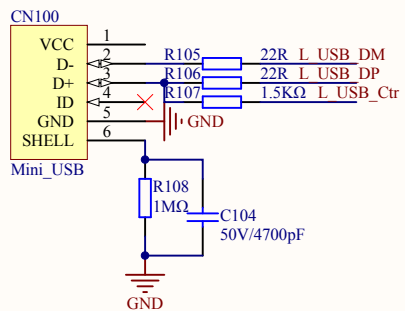 CN100
VCC 1
D- 2 R105 22R L_USB_DM
D+ 3 R106 22R L_USB_DP
ID 4 R107 1.5KΩ L_USB_Ctr
GND 5 GND
SHELL 6
Mini_USB
R108
1MΩ
C104
50V/4700pF
GND